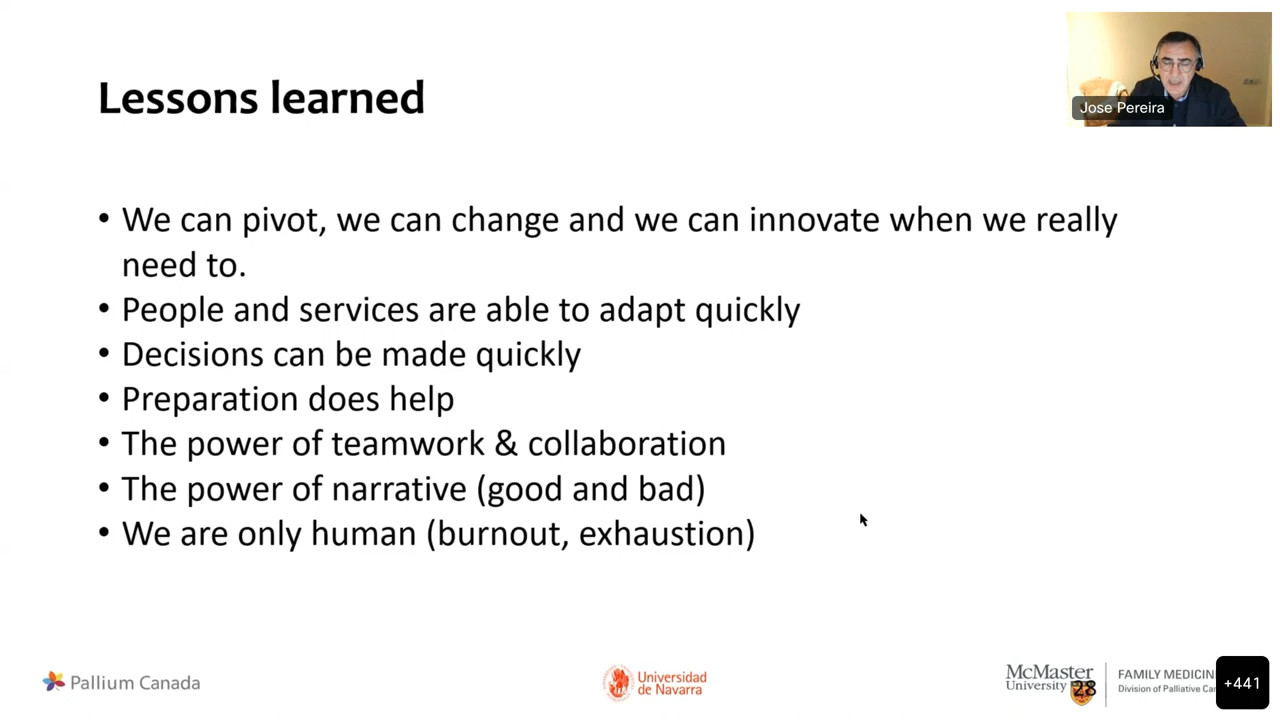 Lessons learned
Jose Pereira
• We can pivot, we can change and we can innovate when we really
need to.
• People and services are able to adapt quickly
• Decisions can be made quickly
• Preparation does help
• The power of teamwork & collaboration
• The power of narrative (good and bad)
• We are only human (burnout, exhaustion)
Pallium Canada
Universidad
de Navarra
McMaster
University
28
FAMILY MEDICIN
Division of Palliative Car
+441